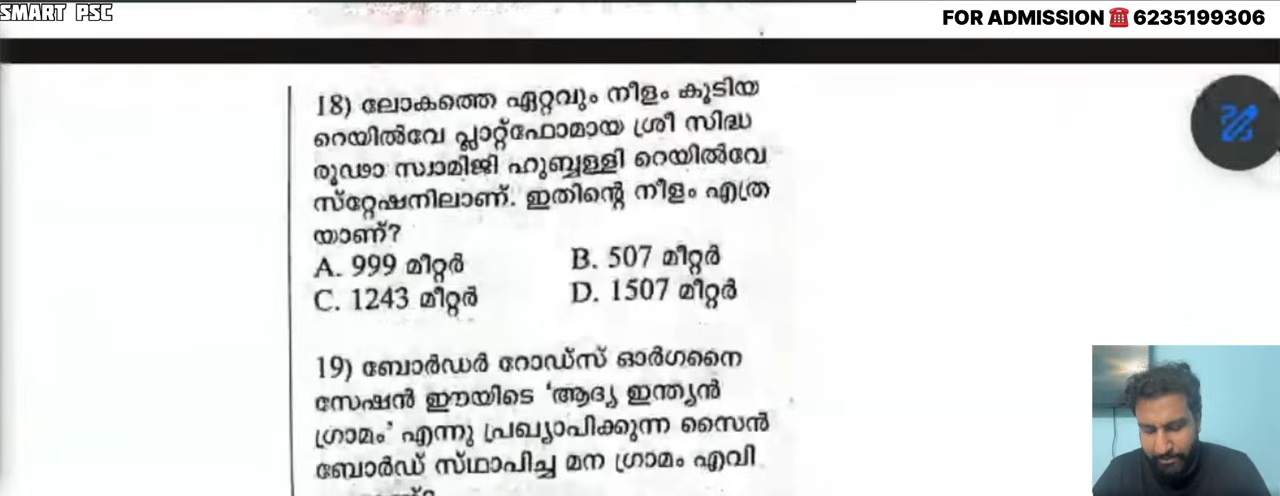 SMART PSC
FOR ADMISSION ☎️ 6235199306
18) ലോകത്തെ ഏറ്റവും നീളം കൂടിയ
റെയിൽവേ പ്ലാറ്റ്ഫോമായ ശ്രീ സിദ്ധ
രൂഢാ സ്വാമിജി ഹുബ്ബള്ളി റെയിൽവേ
സ്റ്റേഷനിലാണ്. ഇതിന്റെ നീളം എത്ര
യാണ്?
A. 999 മീറ്റർ B. 507 മീറ്റർ
C. 1243 മീറ്റർ D. 1507 മീറ്റർ
19) ബോർഡർ റോഡ്സ് ഓർഗനൈ
സേഷൻ ഈയിടെ 'ആദ്യ ഇന്ത്യൻ
ഗ്രാമം' എന്നു പ്രഖ്യാപിക്കുന്ന സൈൻ
ബോർഡ് സ്ഥാപിച്ച മന ഗ്രാമം എവി